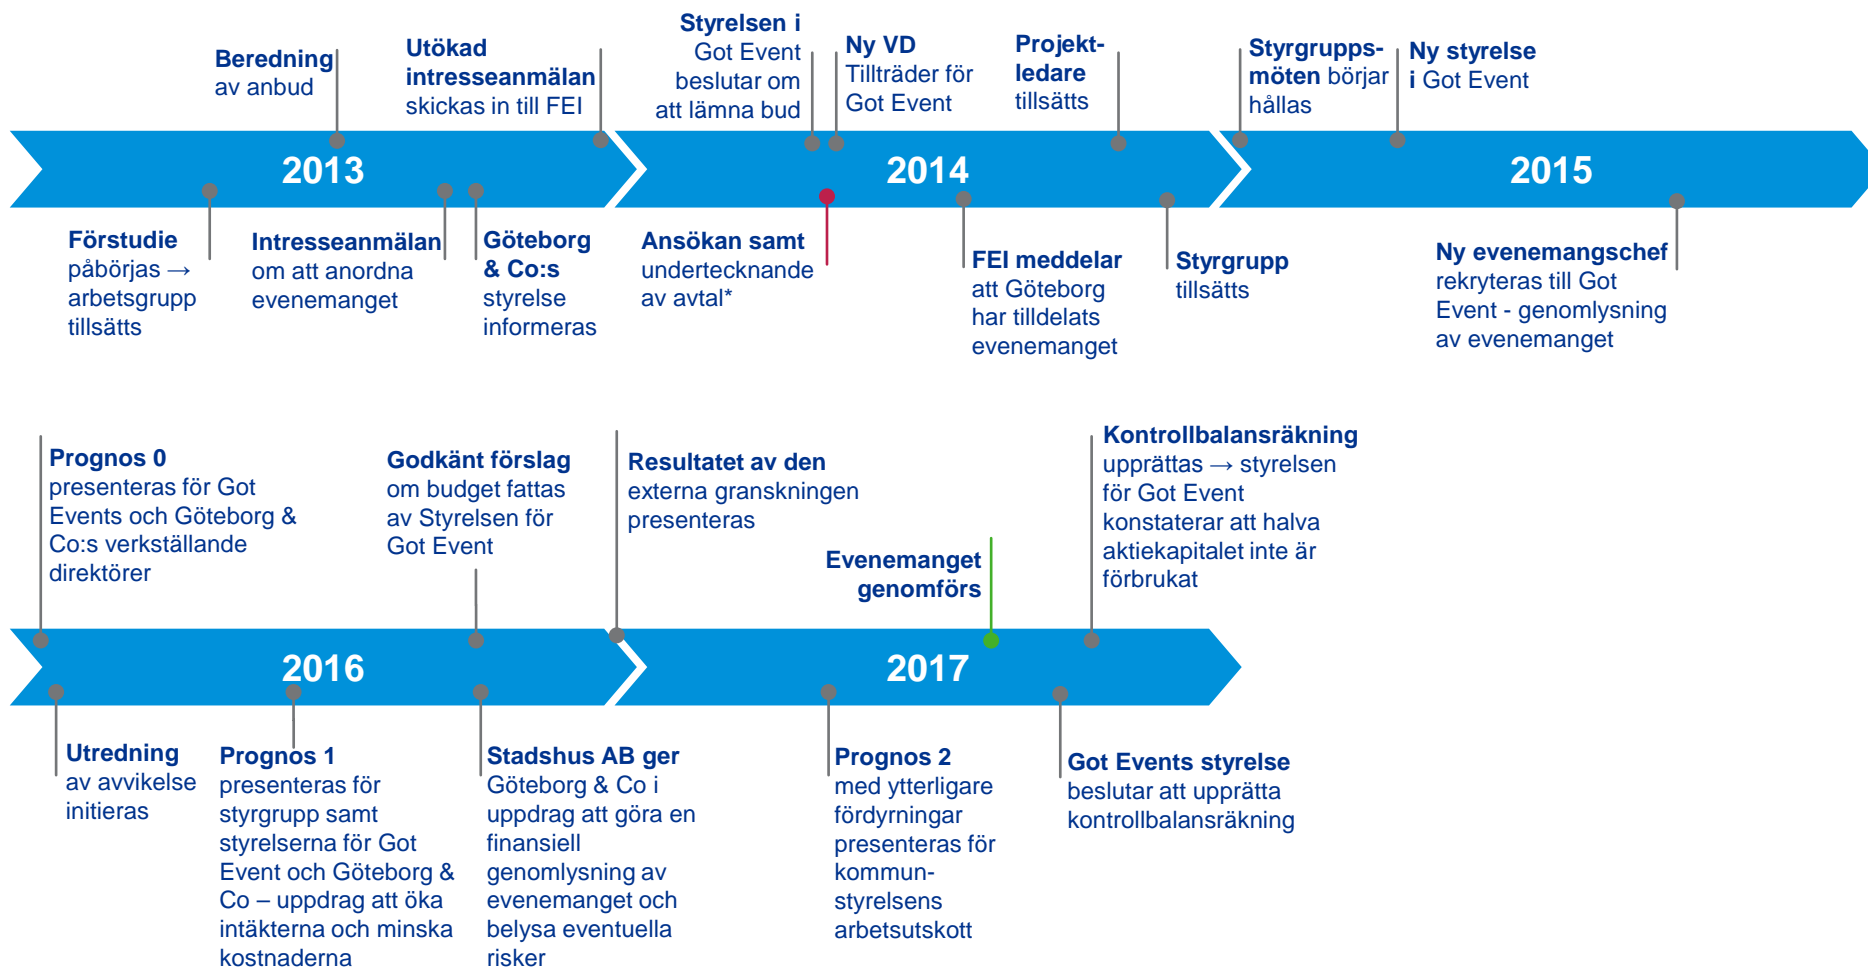 Beredning
av anbud
Utökad
intresseanmälan
skickas in till FEI
Styrelsen i
Got Event
beslutar om
att lämna bud
Ny VD
Tillträder för
Got Event
Projekt-
ledare
tillsätts
Styrgrupps-
möten börjar
hållas
Ny styrelse
i Got Event
2013
2014
2015
Förstudie
påbörjas →
arbetsgrupp
tillsätts
Intresseanmälan
om att anordna
evenemanget
Göteborg
& Co:s
styrelse
informeras
Ansökan samt
undertecknande
av avtal*
FEI meddelar
att Göteborg
har tilldelats
evenemanget
Styrgrupp
tillsätts
Ny evenemangschef
rekryteras till Got
Event - genomlysning
av evenemanget
Prognos 0
presenteras för Got
Events och Göteborg &
Co:s verkställande
direktörer
Godkänt förslag
om budget fattas
av Styrelsen för
Got Event
Resultatet av den
externa granskningen
presenteras
Evenemanget
genomförs
Kontrollbalansräkning
upprättas → styrelsen
för Got Event
konstaterar att halva
aktiekapitalet inte är
förbrukat
2016
2017
Utredning
av avvikelse
initieras
Prognos 1
presenteras för
styrgrupp samt
styrelserna för Got
Event och Göteborg &
Co – uppdrag att öka
intäkterna och minska
kostnaderna
Stadshus AB ger
Göteborg & Co i
uppdrag att göra en
finansiell
genomlysning av
evenemanget och
belysa eventuella
risker
Prognos 2
med ytterligare
fördyrningar
presenteras för
kommun-
styrelsens
arbetsutskott
Got Events styrelse
beslutar att upprätta
kontrollbalansräkning